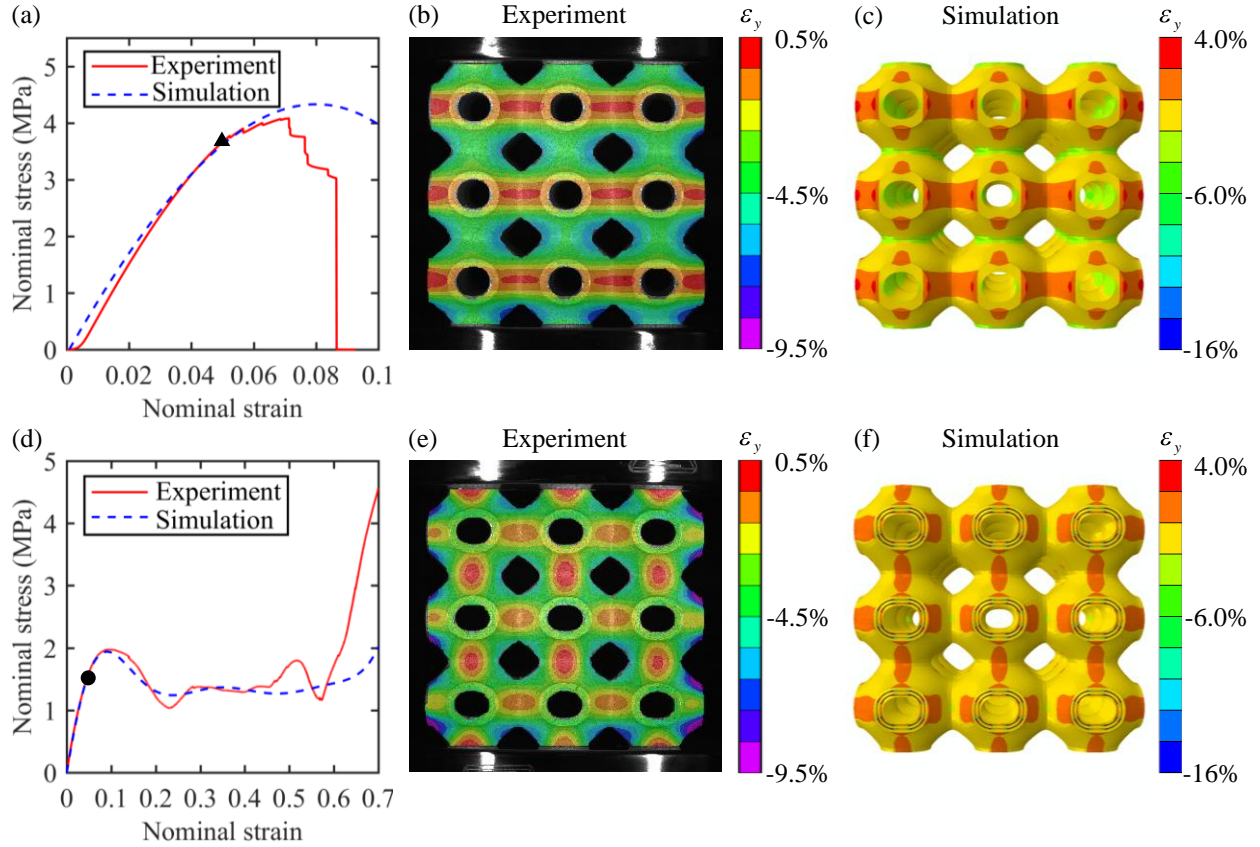 (a)
5
4
3
2
1
0
0 0.02 0.04 0.06 0.08 0.1
Nominal stress (MPa)
Nominal strain
Experiment
Simulation
(b)
Experiment
εy
0.5%
-4.5%
-9.5%
(c)
Simulation
εy
4.0%
-6.0%
-16%
(d)
5
4
3
2
1
0
0 0.1 0.2 0.3 0.4 0.5 0.6 0.7
Nominal stress (MPa)
Nominal strain
Experiment
Simulation
(e)
Experiment
εy
0.5%
-4.5%
-9.5%
(f)
Simulation
εy
4.0%
-6.0%
-16%